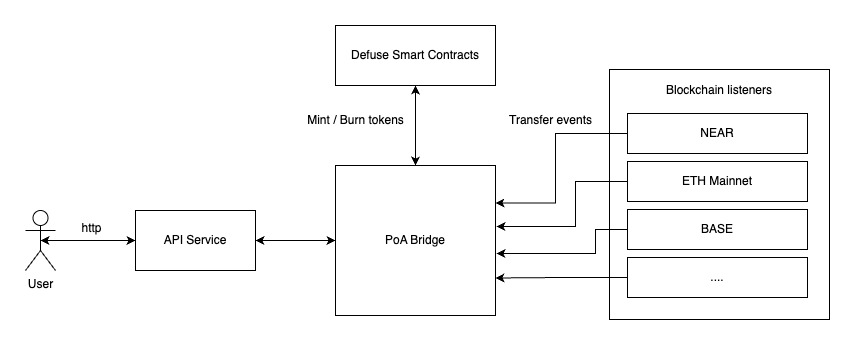 Defuse Smart Contracts
Mint / Burn tokens
Transfer events
Blockchain listeners
NEAR
ETH Mainnet
BASE
....
http
API Service
PoA Bridge
User